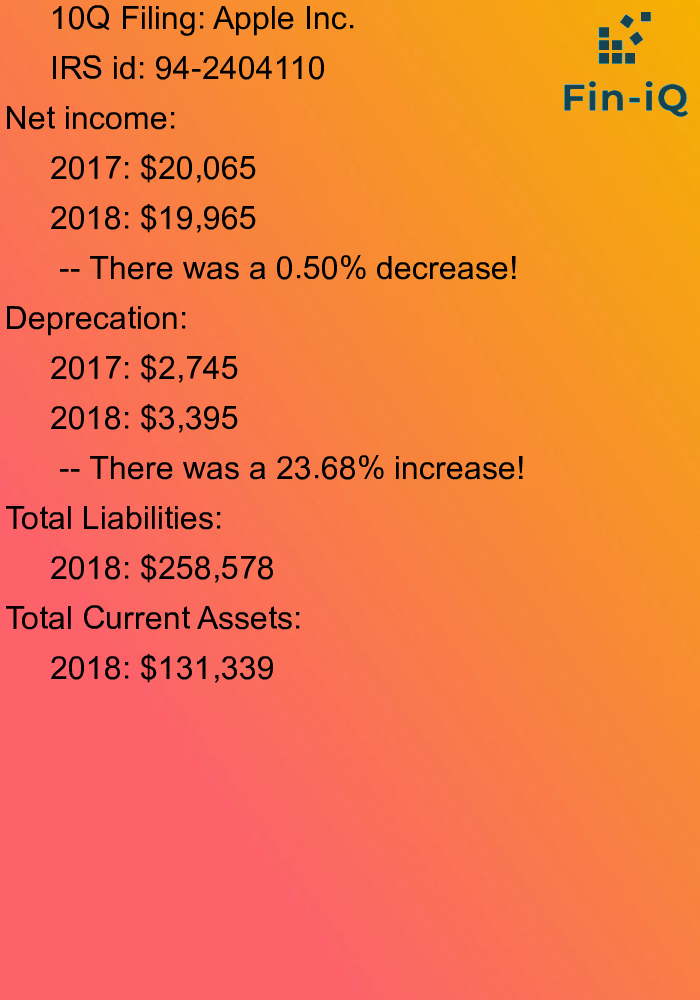 10Q Filing: Apple Inc.
IRS id: 94-2404110
Fin-iQ
Net income:
2017: $20,065
2018: $19,965
-- There was a 0.50% decrease!
Deprecation:
2017: $2,745
2018: $3,395
-- There was a 23.68% increase!
Total Liabilities:
2018: $258,578
Total Current Assets:
2018: $131,339